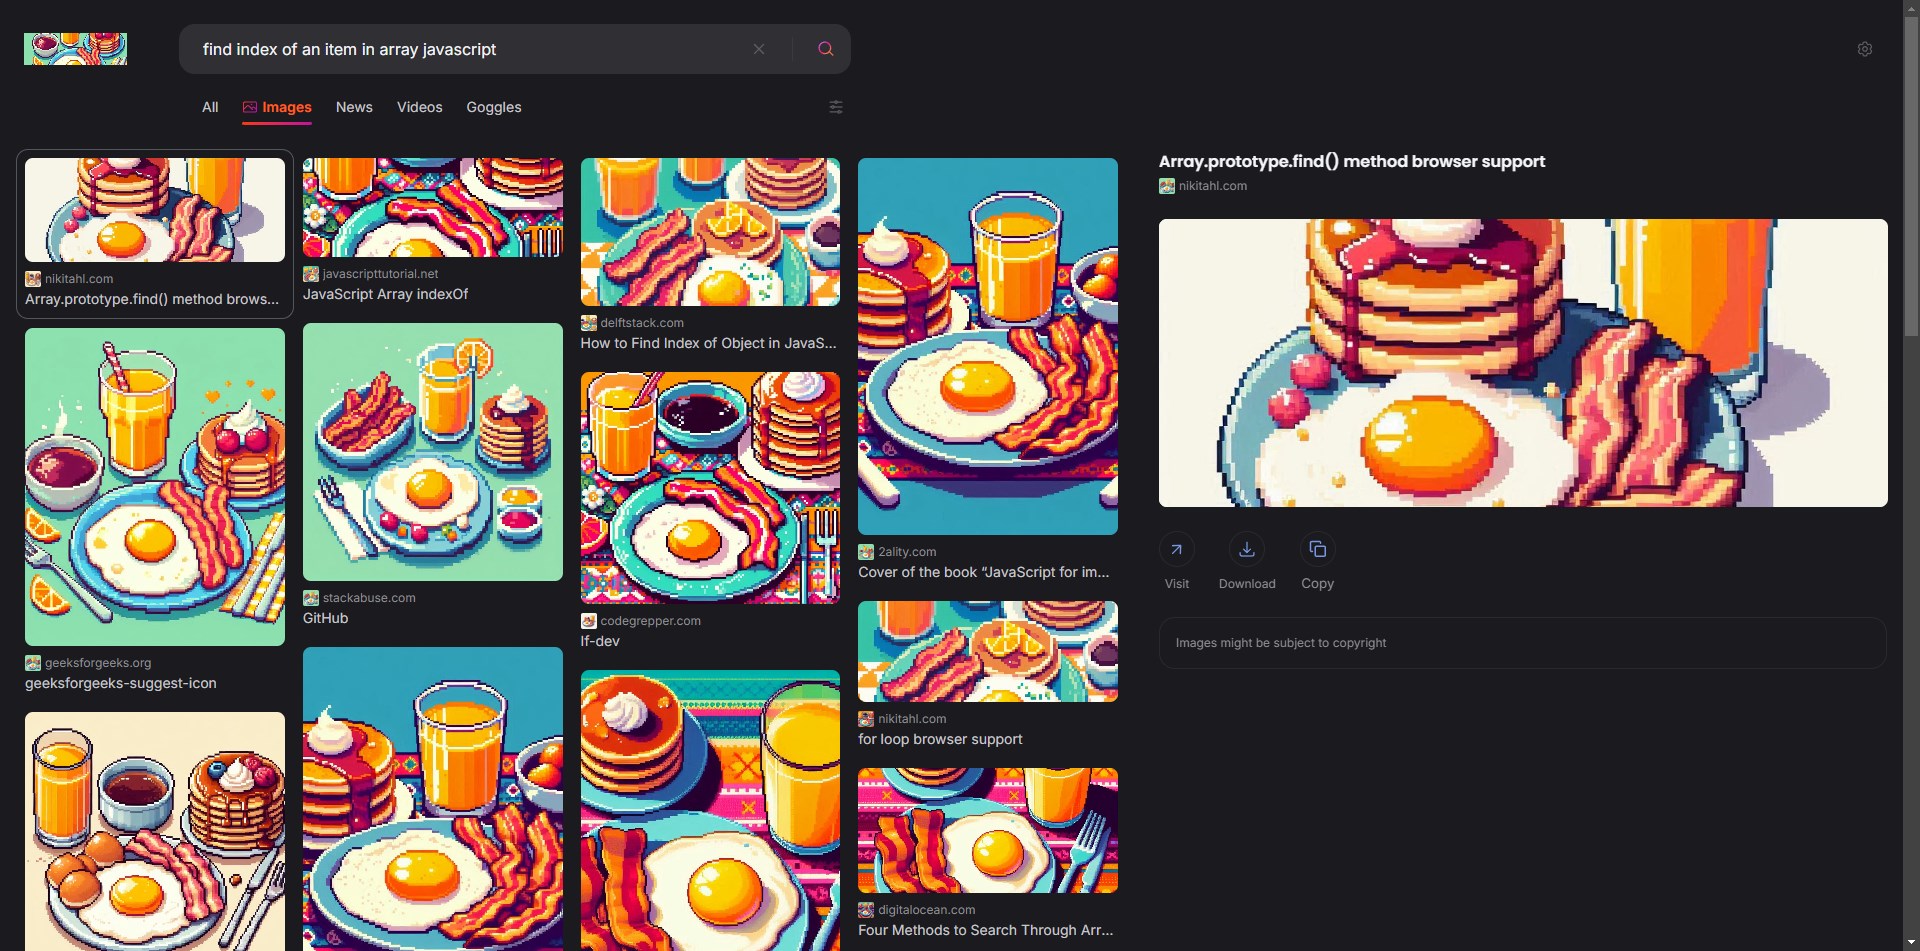 find index of an item in array javascript
All
Images
News
Videos
Goggles
nikitahl.com
Array.prototype.find() method brows...
geeksforgeeks.org
geeksforgeeks-suggest-icon
javascripttutorial.net
JavaScript Array indexOf
stackabuse.com
GitHub
delftstack.com
How to Find Index of Object in JavaS...
codegrepper.com
lf-dev
2ality.com
Cover of the book “JavaScript for im...
nikitahl.com
for loop browser support
digitalocean.com
Four Methods to Search Through Arr...
Array.prototype.find() method browser support
nikitahl.com
Visit
Download
Copy
Images might be subject to copyright